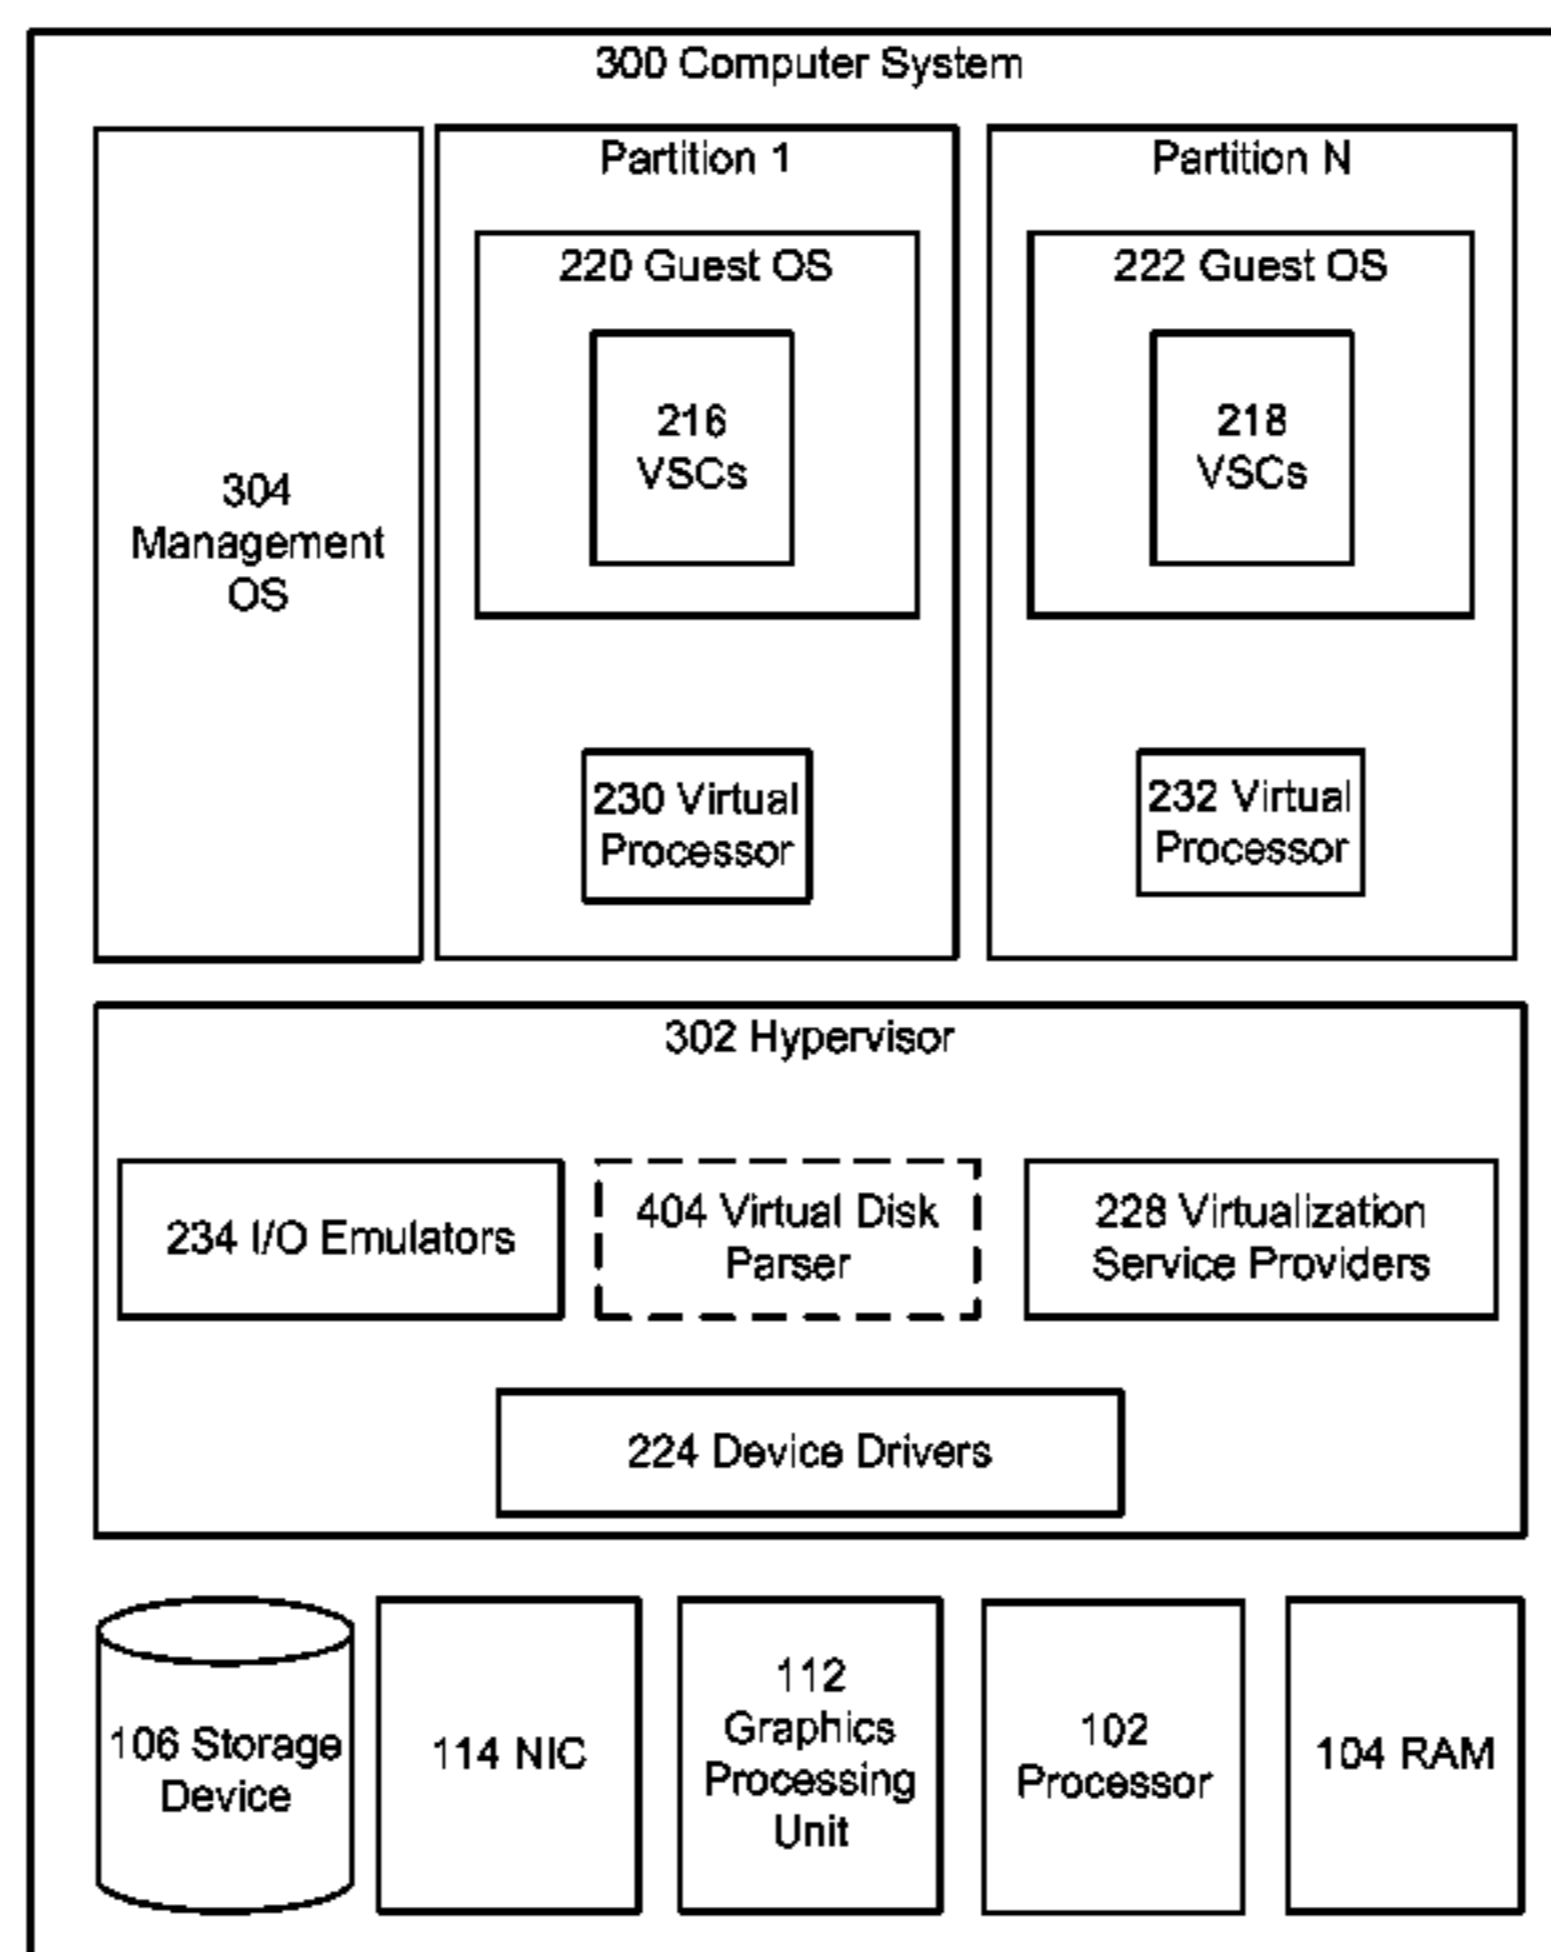 300 Computer System
304
Management
OS
Partition 1
220 Guest OS
216
VSCs
230 Virtual
Processor
Partition N
222 Guest OS
218
VSCs
232 Virtual
Processor
302 Hypervisor
234 I/O Emulators
404 Virtual Disk
Parser
228 Virtualization
Service Providers
224 Device Drivers
106 Storage
Device
114 NIC
112
Graphics
Processing
Unit
102
Processor
104 RAM